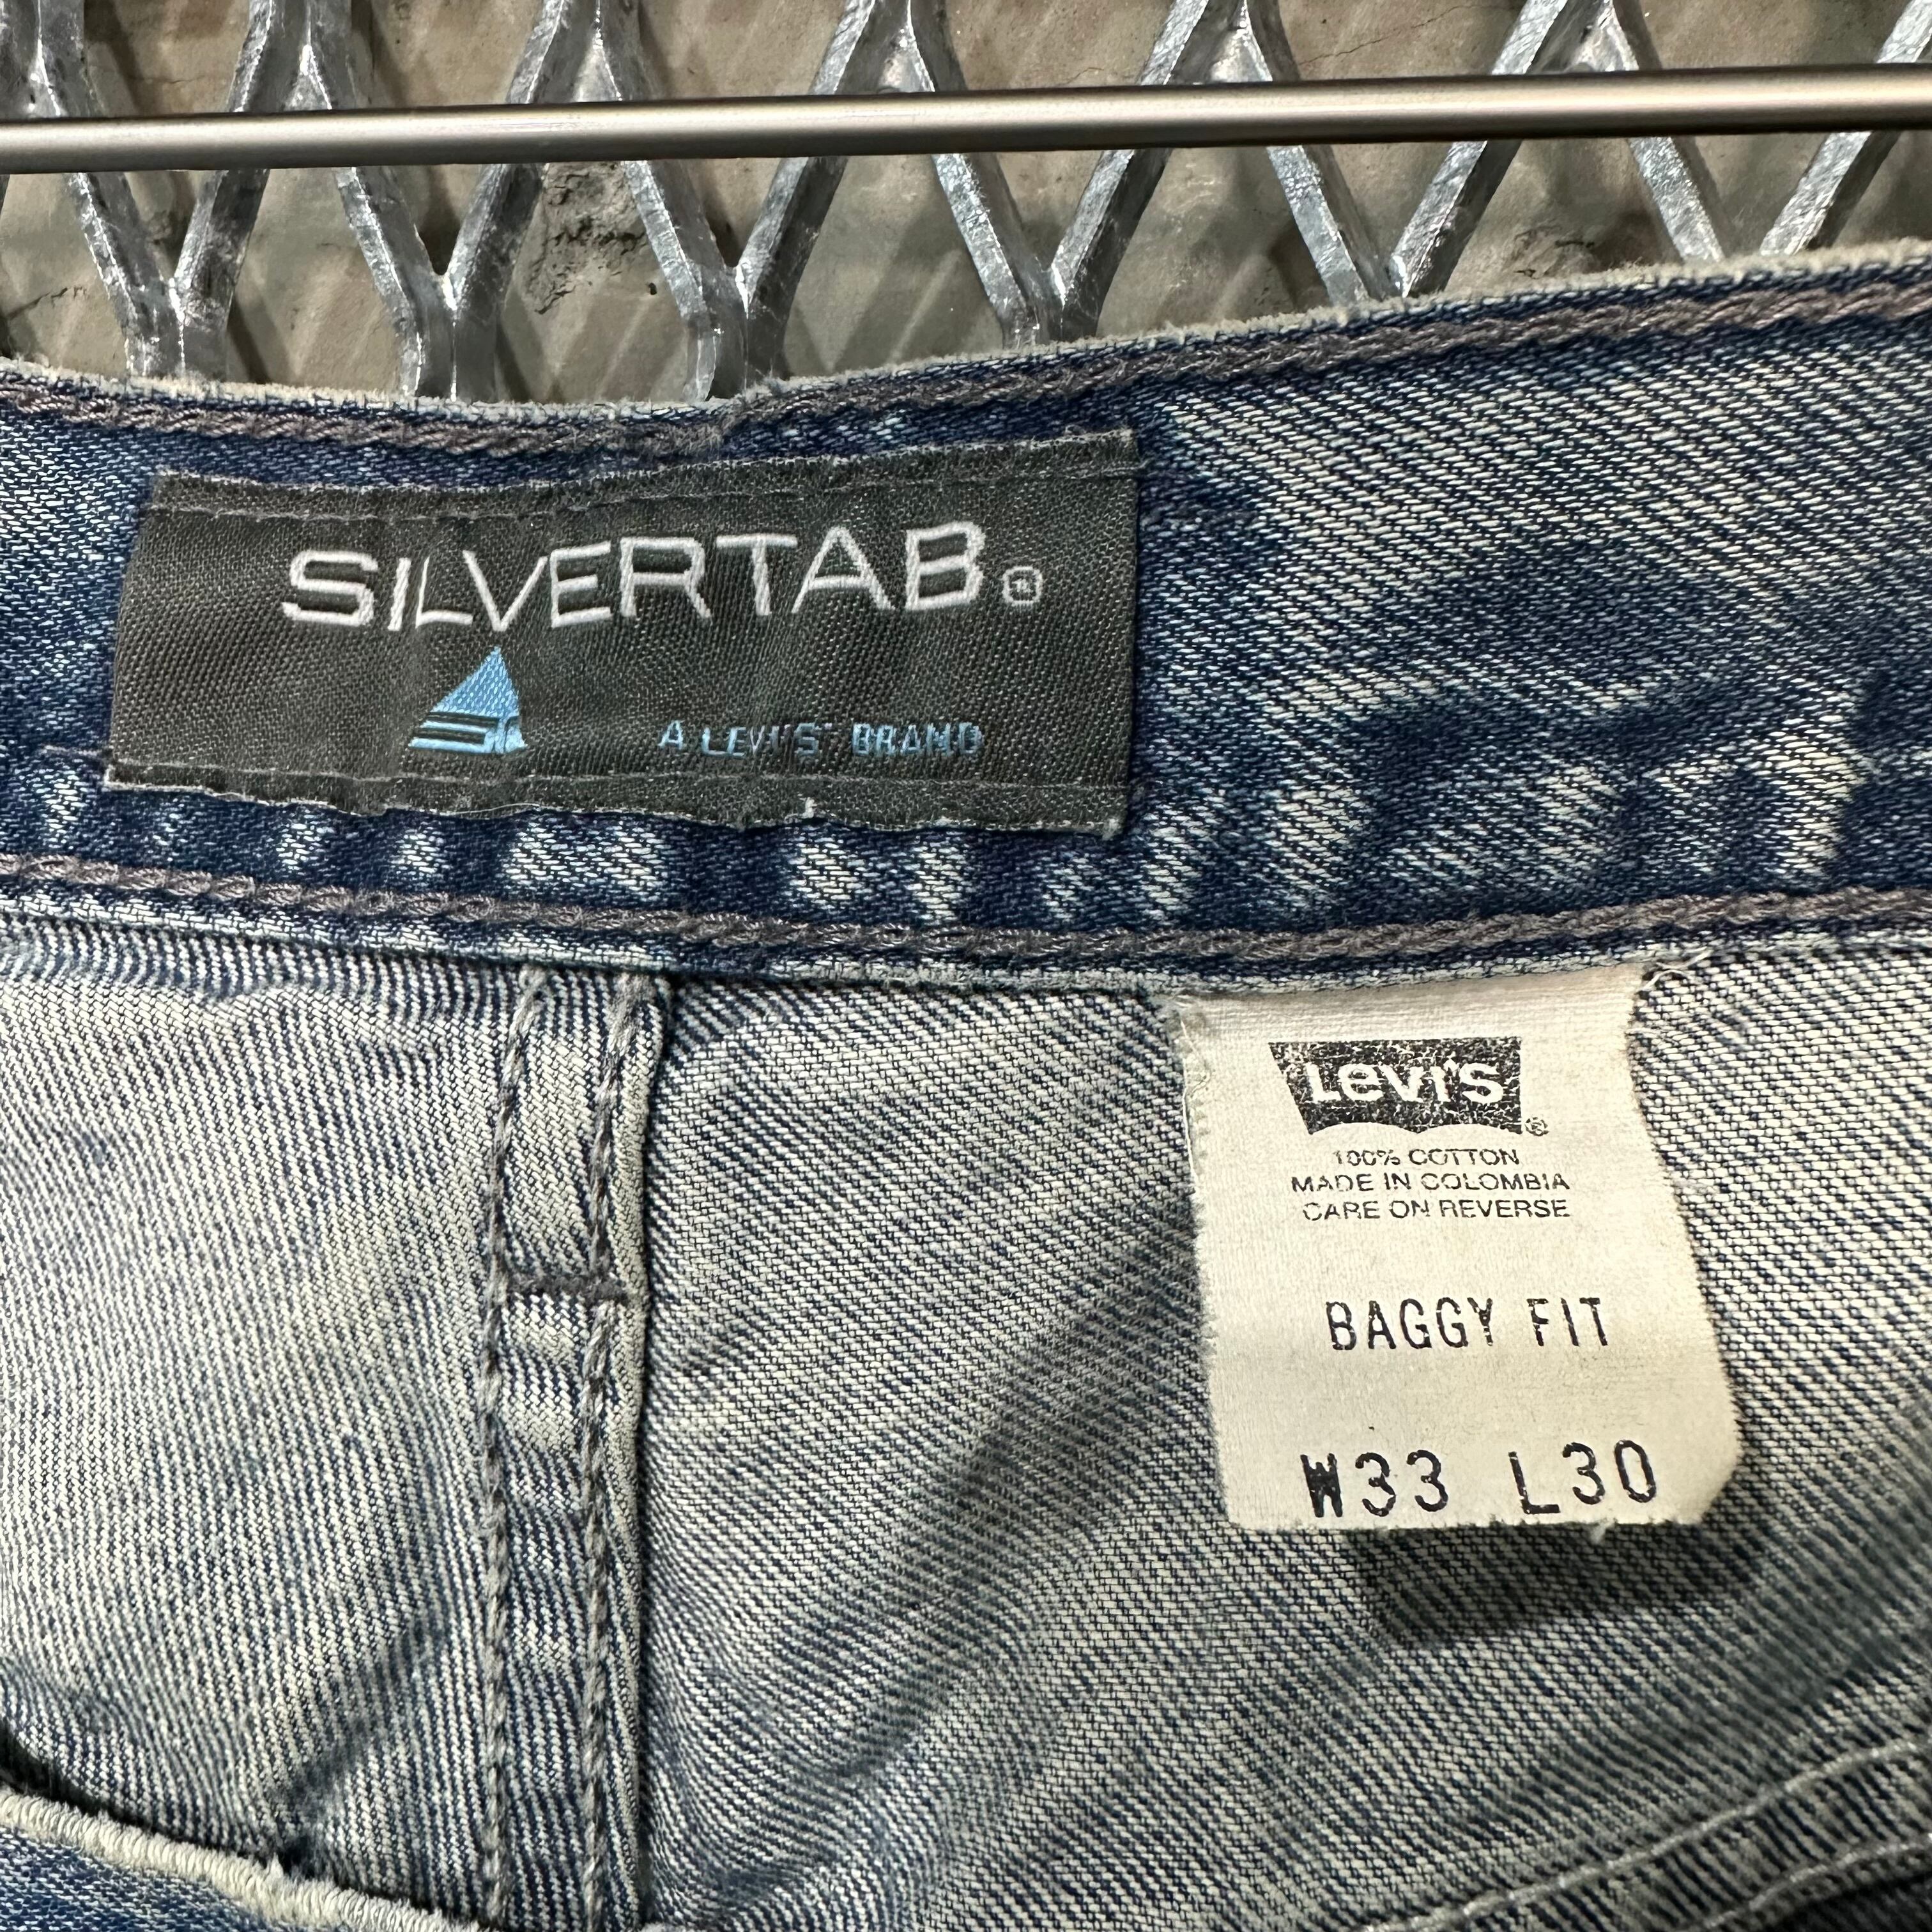 SILVERTAB®
A LEVI'S® BRAND
Levi's®
100% COTTON
MADE IN COLOMBIA
CARE ON REVERSE
BAGGY FIT
W33 L30